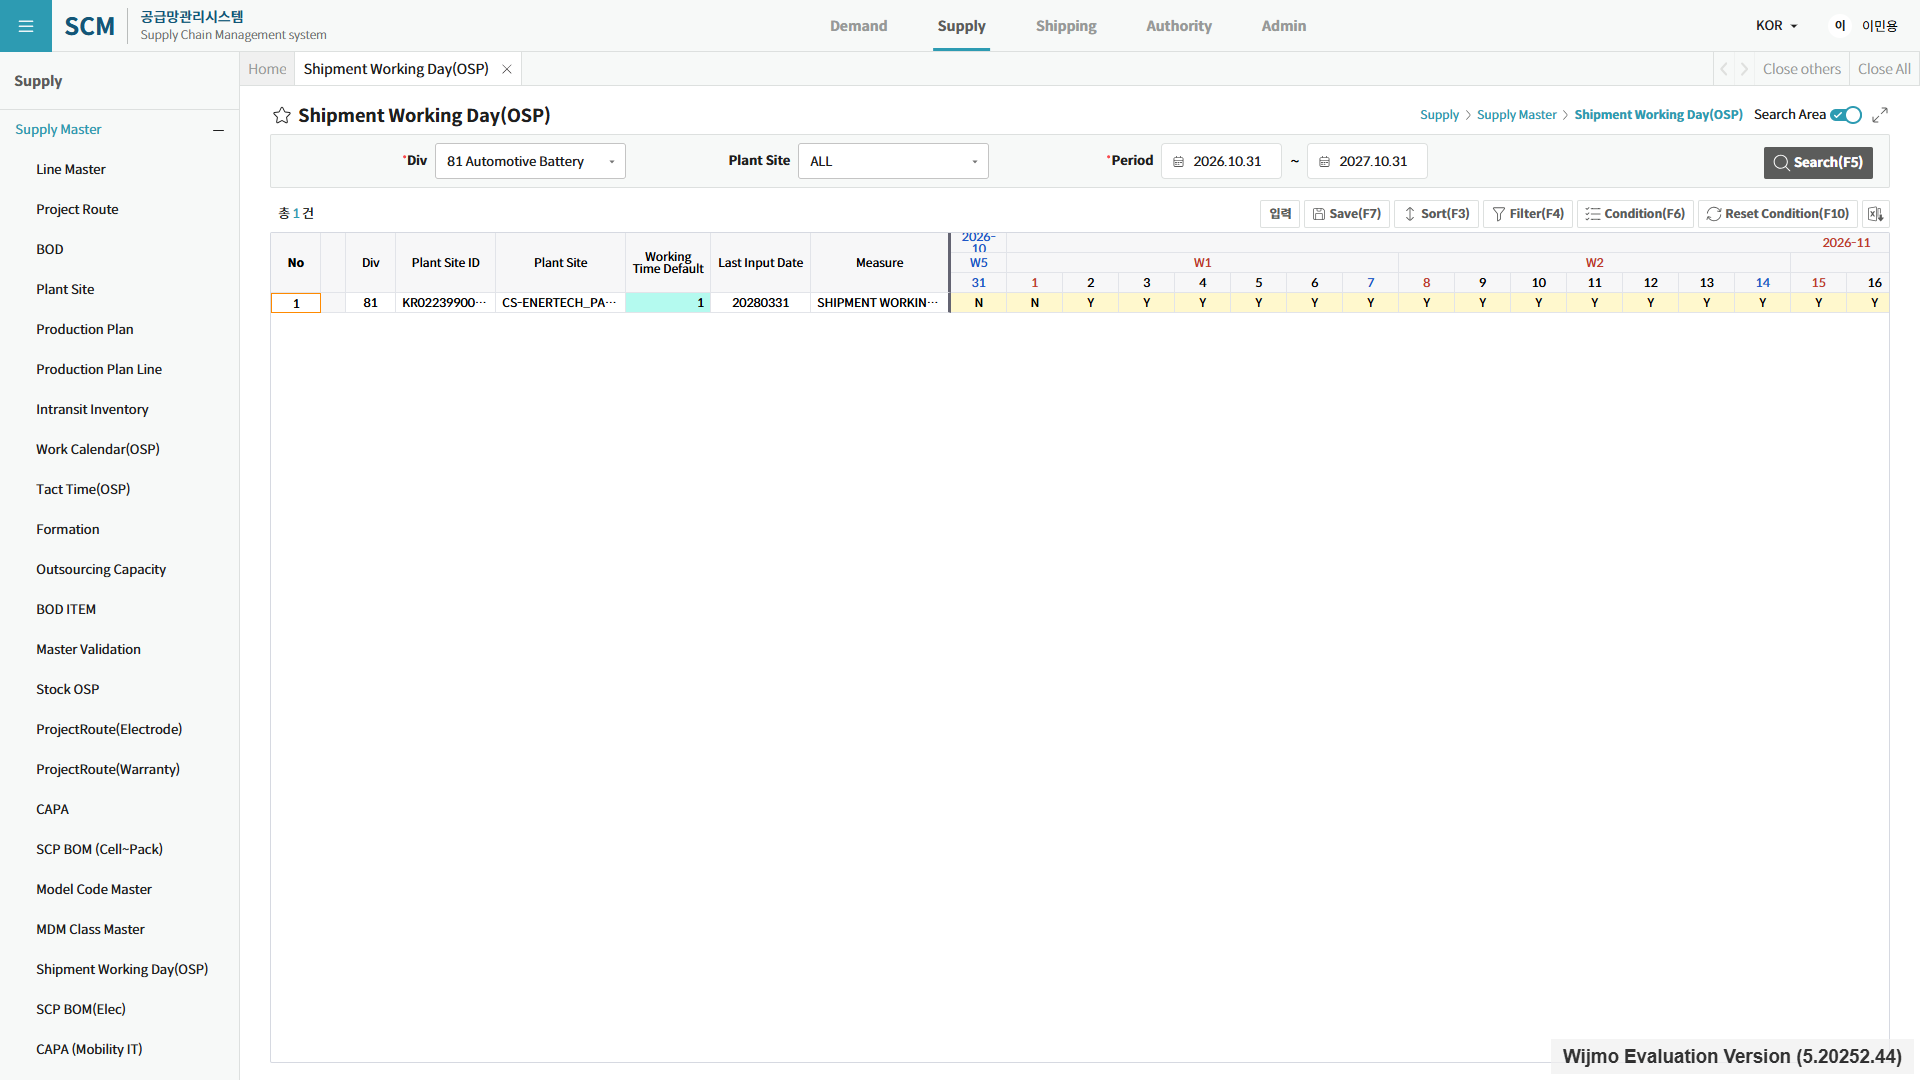 SCM
공급망관리시스템
Supply Chain Management system
Demand
Supply
Shipping
Authority
Admin
KOR
이
이민용
Supply
Home
Shipment Working Day(OSP)
Close others
Close All
Supply Master
Line Master
Project Route
BOD
Plant Site
Production Plan
Production Plan Line
Intransit Inventory
Work Calendar(OSP)
Tact Time(OSP)
Formation
Outsourcing Capacity
BOD ITEM
Master Validation
Stock OSP
ProjectRoute(Electrode)
ProjectRoute(Warranty)
CAPA
SCP BOM (Cell~Pack)
Model Code Master
MDM Class Master
Shipment Working Day(OSP)
SCP BOM(Elec)
CAPA (Mobility IT)
Shipment Working Day(OSP)
Supply > Supply Master > Shipment Working Day(OSP)
Search Area
*Div 81 Automotive Battery
Plant Site ALL
*Period 2026.10.31 ~ 2027.10.31
Search(F5)
총 1 건
입력 Save(F7) Sort(F3) Filter(F4) Condition(F6) Reset Condition(F10)
No Div Plant Site ID Plant Site Working Time Default Last Input Date Measure
2026-10 2026-11
W5 W1 W2
31 1 2 3 4 5 6 7 8 9 10 11 12 13 14 15 16
1 81 KR02239900··· CS-ENERTECH_PA··· 1 20280331 SHIPMENT WORKIN··· N N Y Y Y Y Y Y Y Y Y Y Y Y Y Y Y
Wijmo Evaluation Version (5.20252.44)